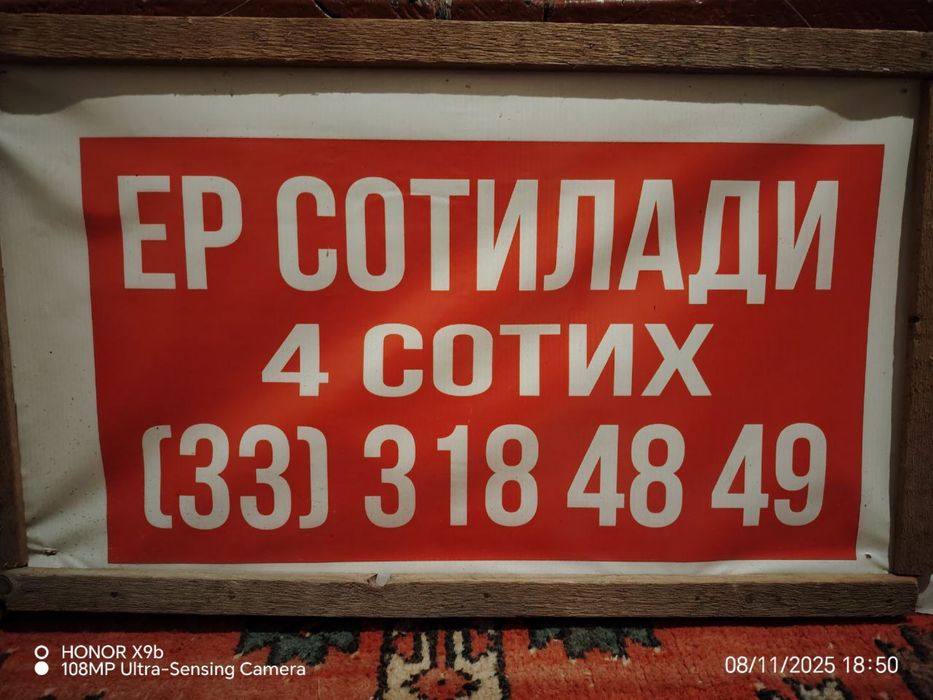 ЕР СОТИЛАДИ
4 СОТИХ
(33) 318 48 49
HONOR X9b
108MP Ultra-Sensing Camera
08/11/2025 18:50